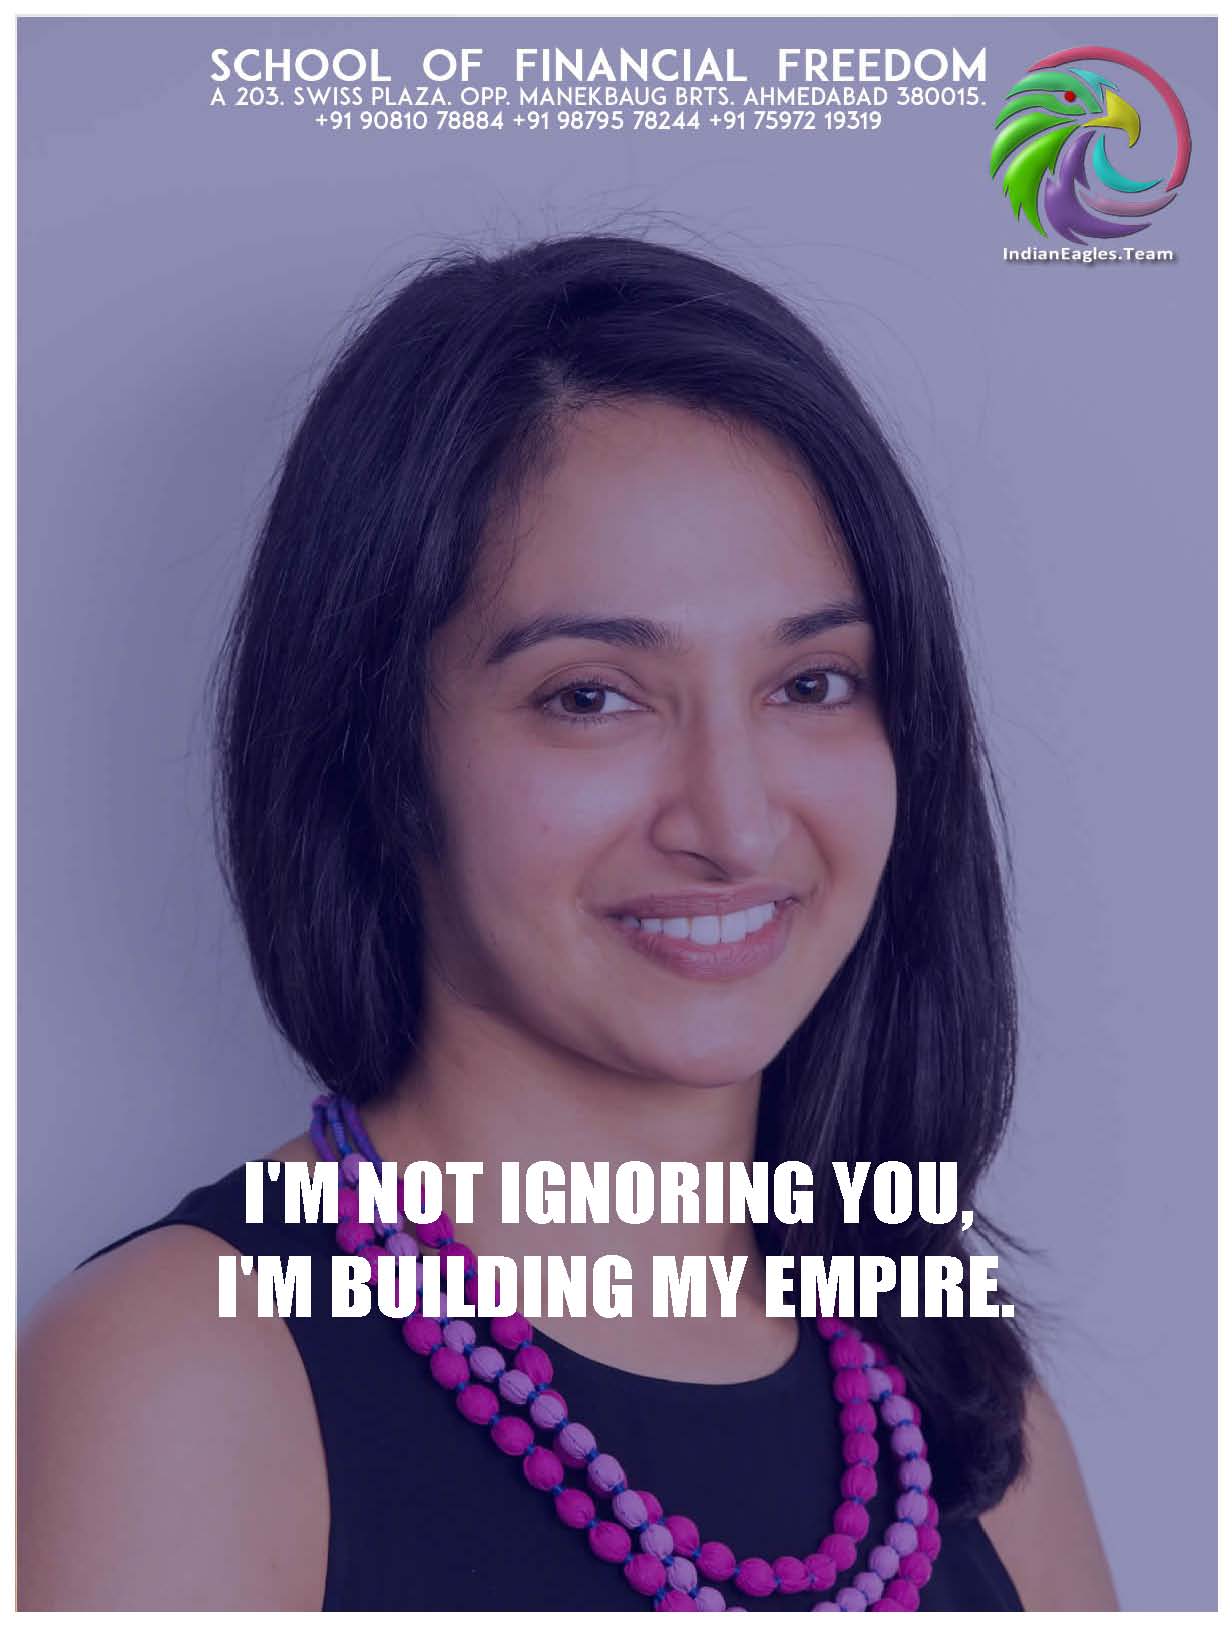 SCHOOL OF FINANCIAL FREEDOM
A 203. SWISS PLAZA. OPP. MANEKBAUG BRTS. AHMEDABAD 380015.
+91 90810 78884 +91 98795 78244 +91 75972 19319
IndianEagles.Team
I'M NOT IGNORING YOU,
I'M BUILDING MY EMPIRE.